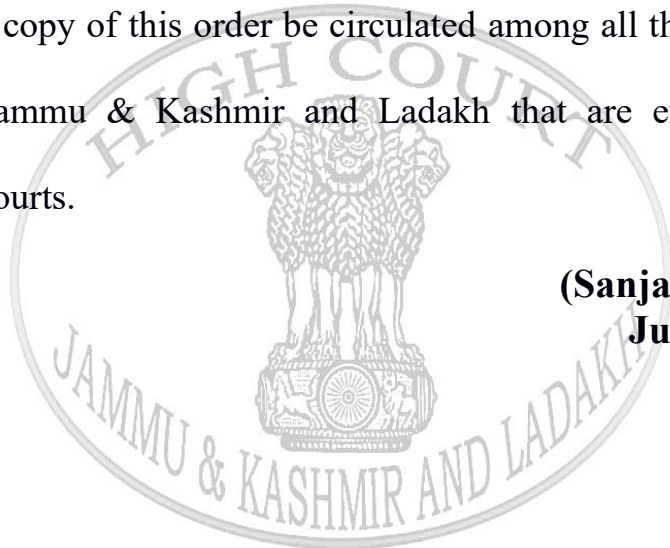 copy of this order be circulated among all th
HIGH COURT
ammu & Kashmir and Ladakh that are e
ourts.
(Sanja
Ju
JAMMU & KASHMIR AND LADAKH